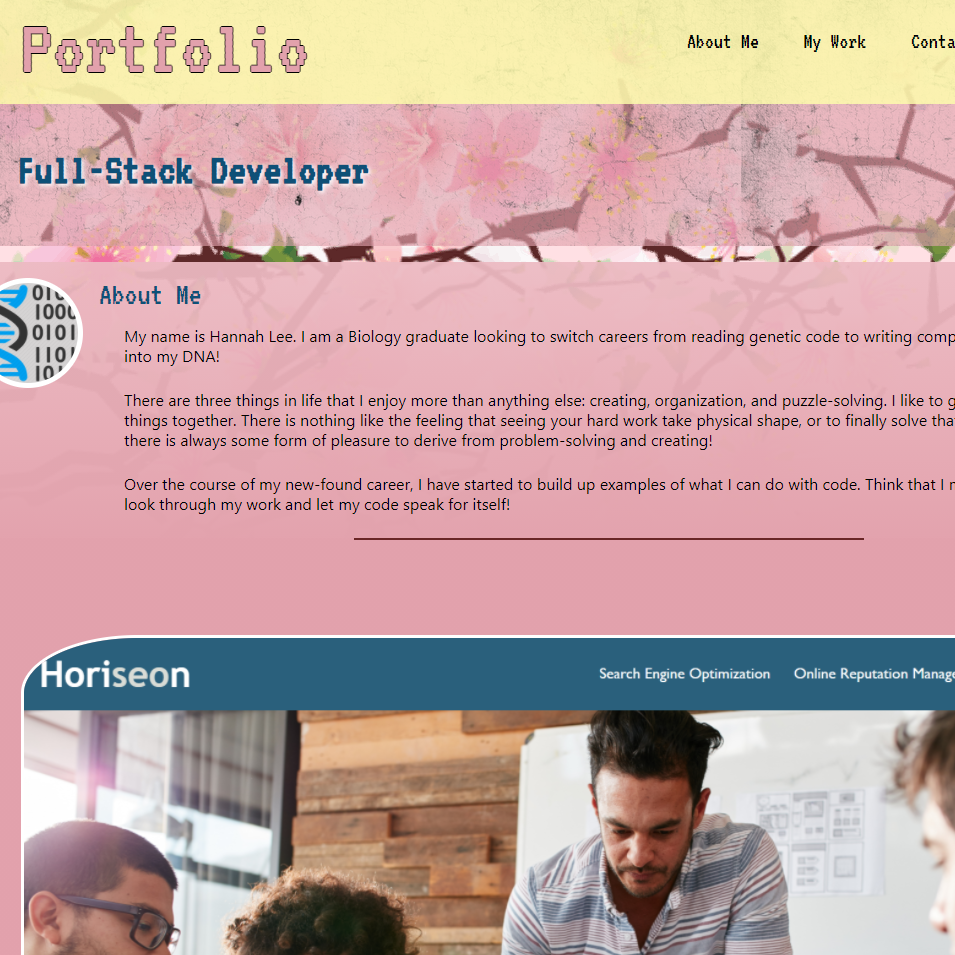 Portfolio
About Me My Work
Full-Stack Developer
About Me
My name is Hannah Lee. I am a Biology graduate looking to switch careers from reading genetic code to writing
into my DNA!
There are three things in life that I enjoy more than anything else: creating, organization, and puzzle-solving. I like to
things together. There is nothing like the feeling that seeing your hard work take physical shape, or to finally solve
there is always some form of pleasure to derive from problem-solving and creating!
Over the course of my new-found career, I have started to build up examples of what I can do with code. Think that I
look through my work and let my code speak for itself!
Horiseon
Search Engine Optimization Online Reputation